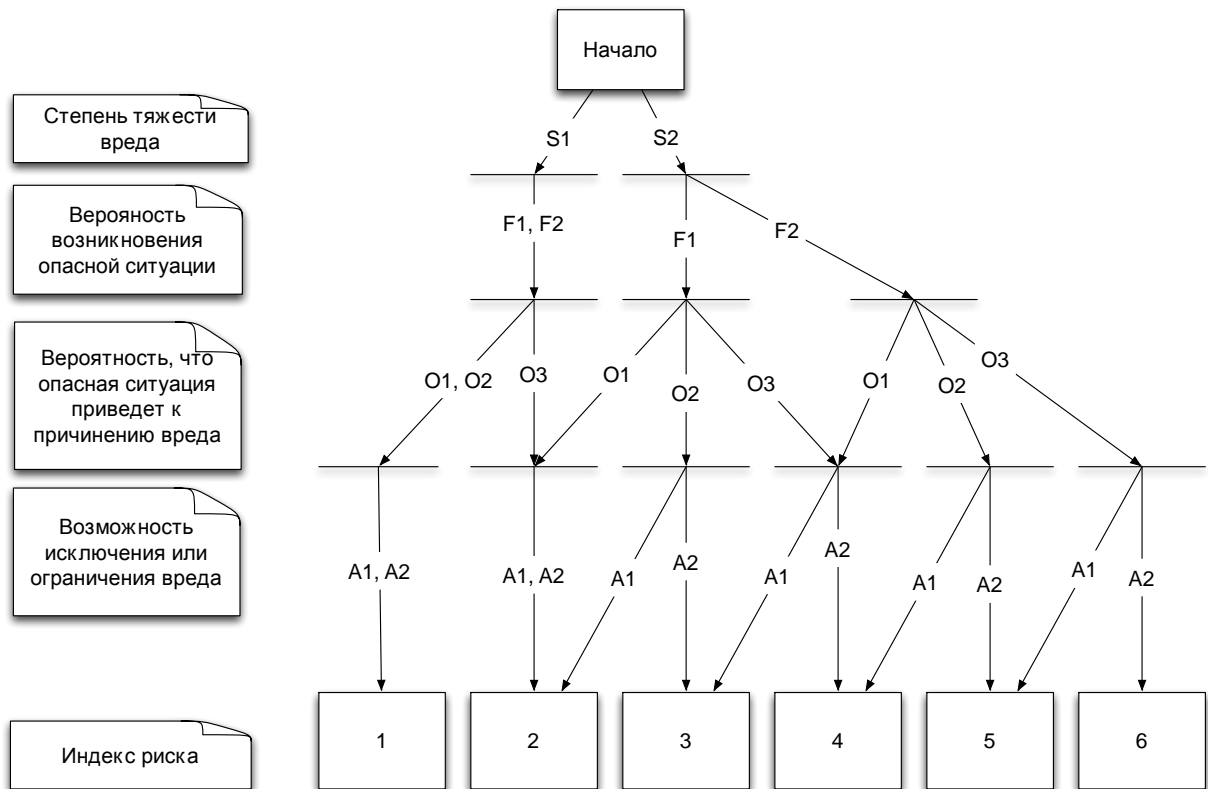 Начало
Степень тяжести
вреда
S1
S2
Верояность
возникновения
опасной ситуации
F1, F2
F1
F2
Вероятность, что
опасная ситуация
приведет к
причинению вреда
O1, O2
O3
O1
O2
O3
O1
O2
O3
Возможность
исключения или
ограничения вреда
A1, A2
A1, A2
A1
A2
A1
A2
A1
A2
A1
A2
Индекс риска
1
2
3
4
5
6